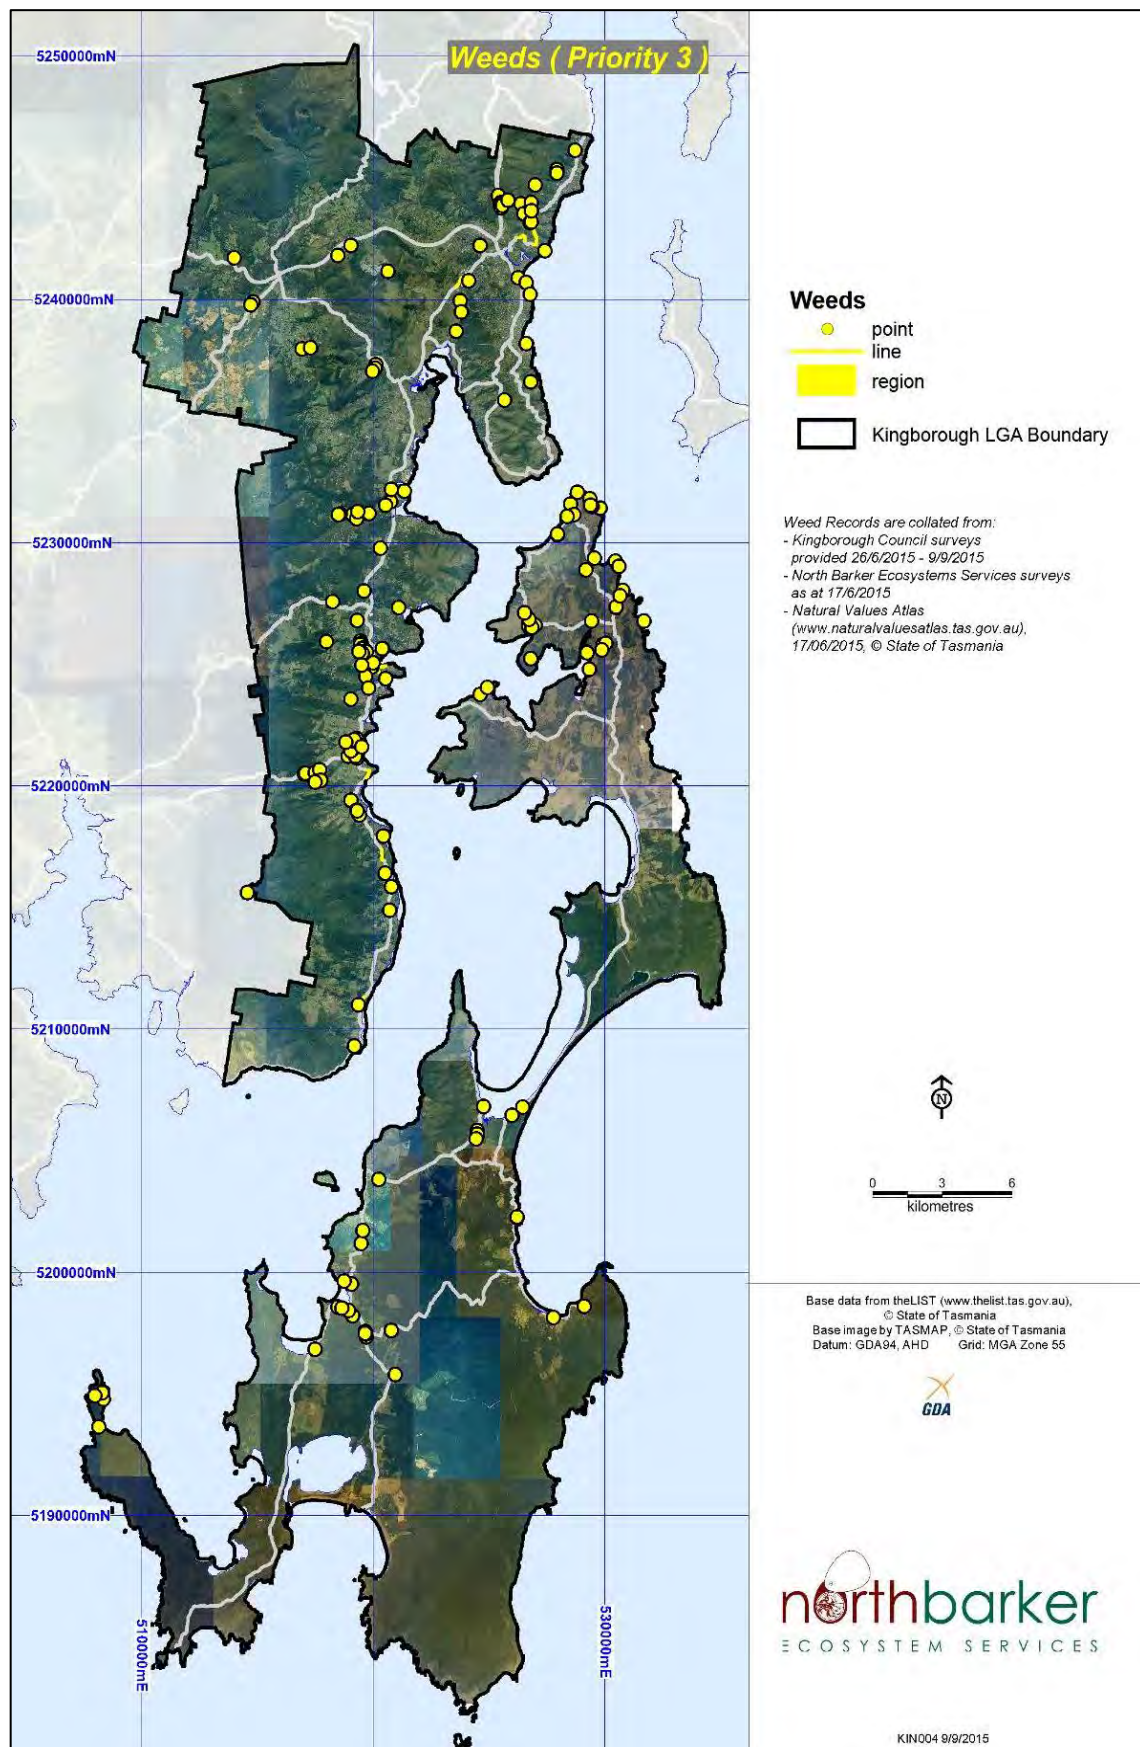 Weeds ( Priority 3 )
5250000mN
5240000mN
5230000mN
5220000mN
5210000mN
5200000mN
5190000mN
510000mE
530000mE
Weeds
point
line
region
Kingborough LGA Boundary
Weed Records are collated from:
- Kingborough Council surveys
provided 26/6/2015 - 9/9/2015
- North Barker Ecosystems Services surveys
as at 17/6/2015
- Natural Values Atlas
(www.naturalvaluesatlas.tas.gov.au),
17/06/2015, © State of Tasmania
N
0 3 6
kilometres
Base data from theLIST (www.thelist.tas.gov.au),
© State of Tasmania
Base image by TASMAP, © State of Tasmania
Datum: GDA94, AHD Grid: MGA Zone 55
GDA
northbarker
ECOSYSTEM SERVICES
KIN004 9/9/2015